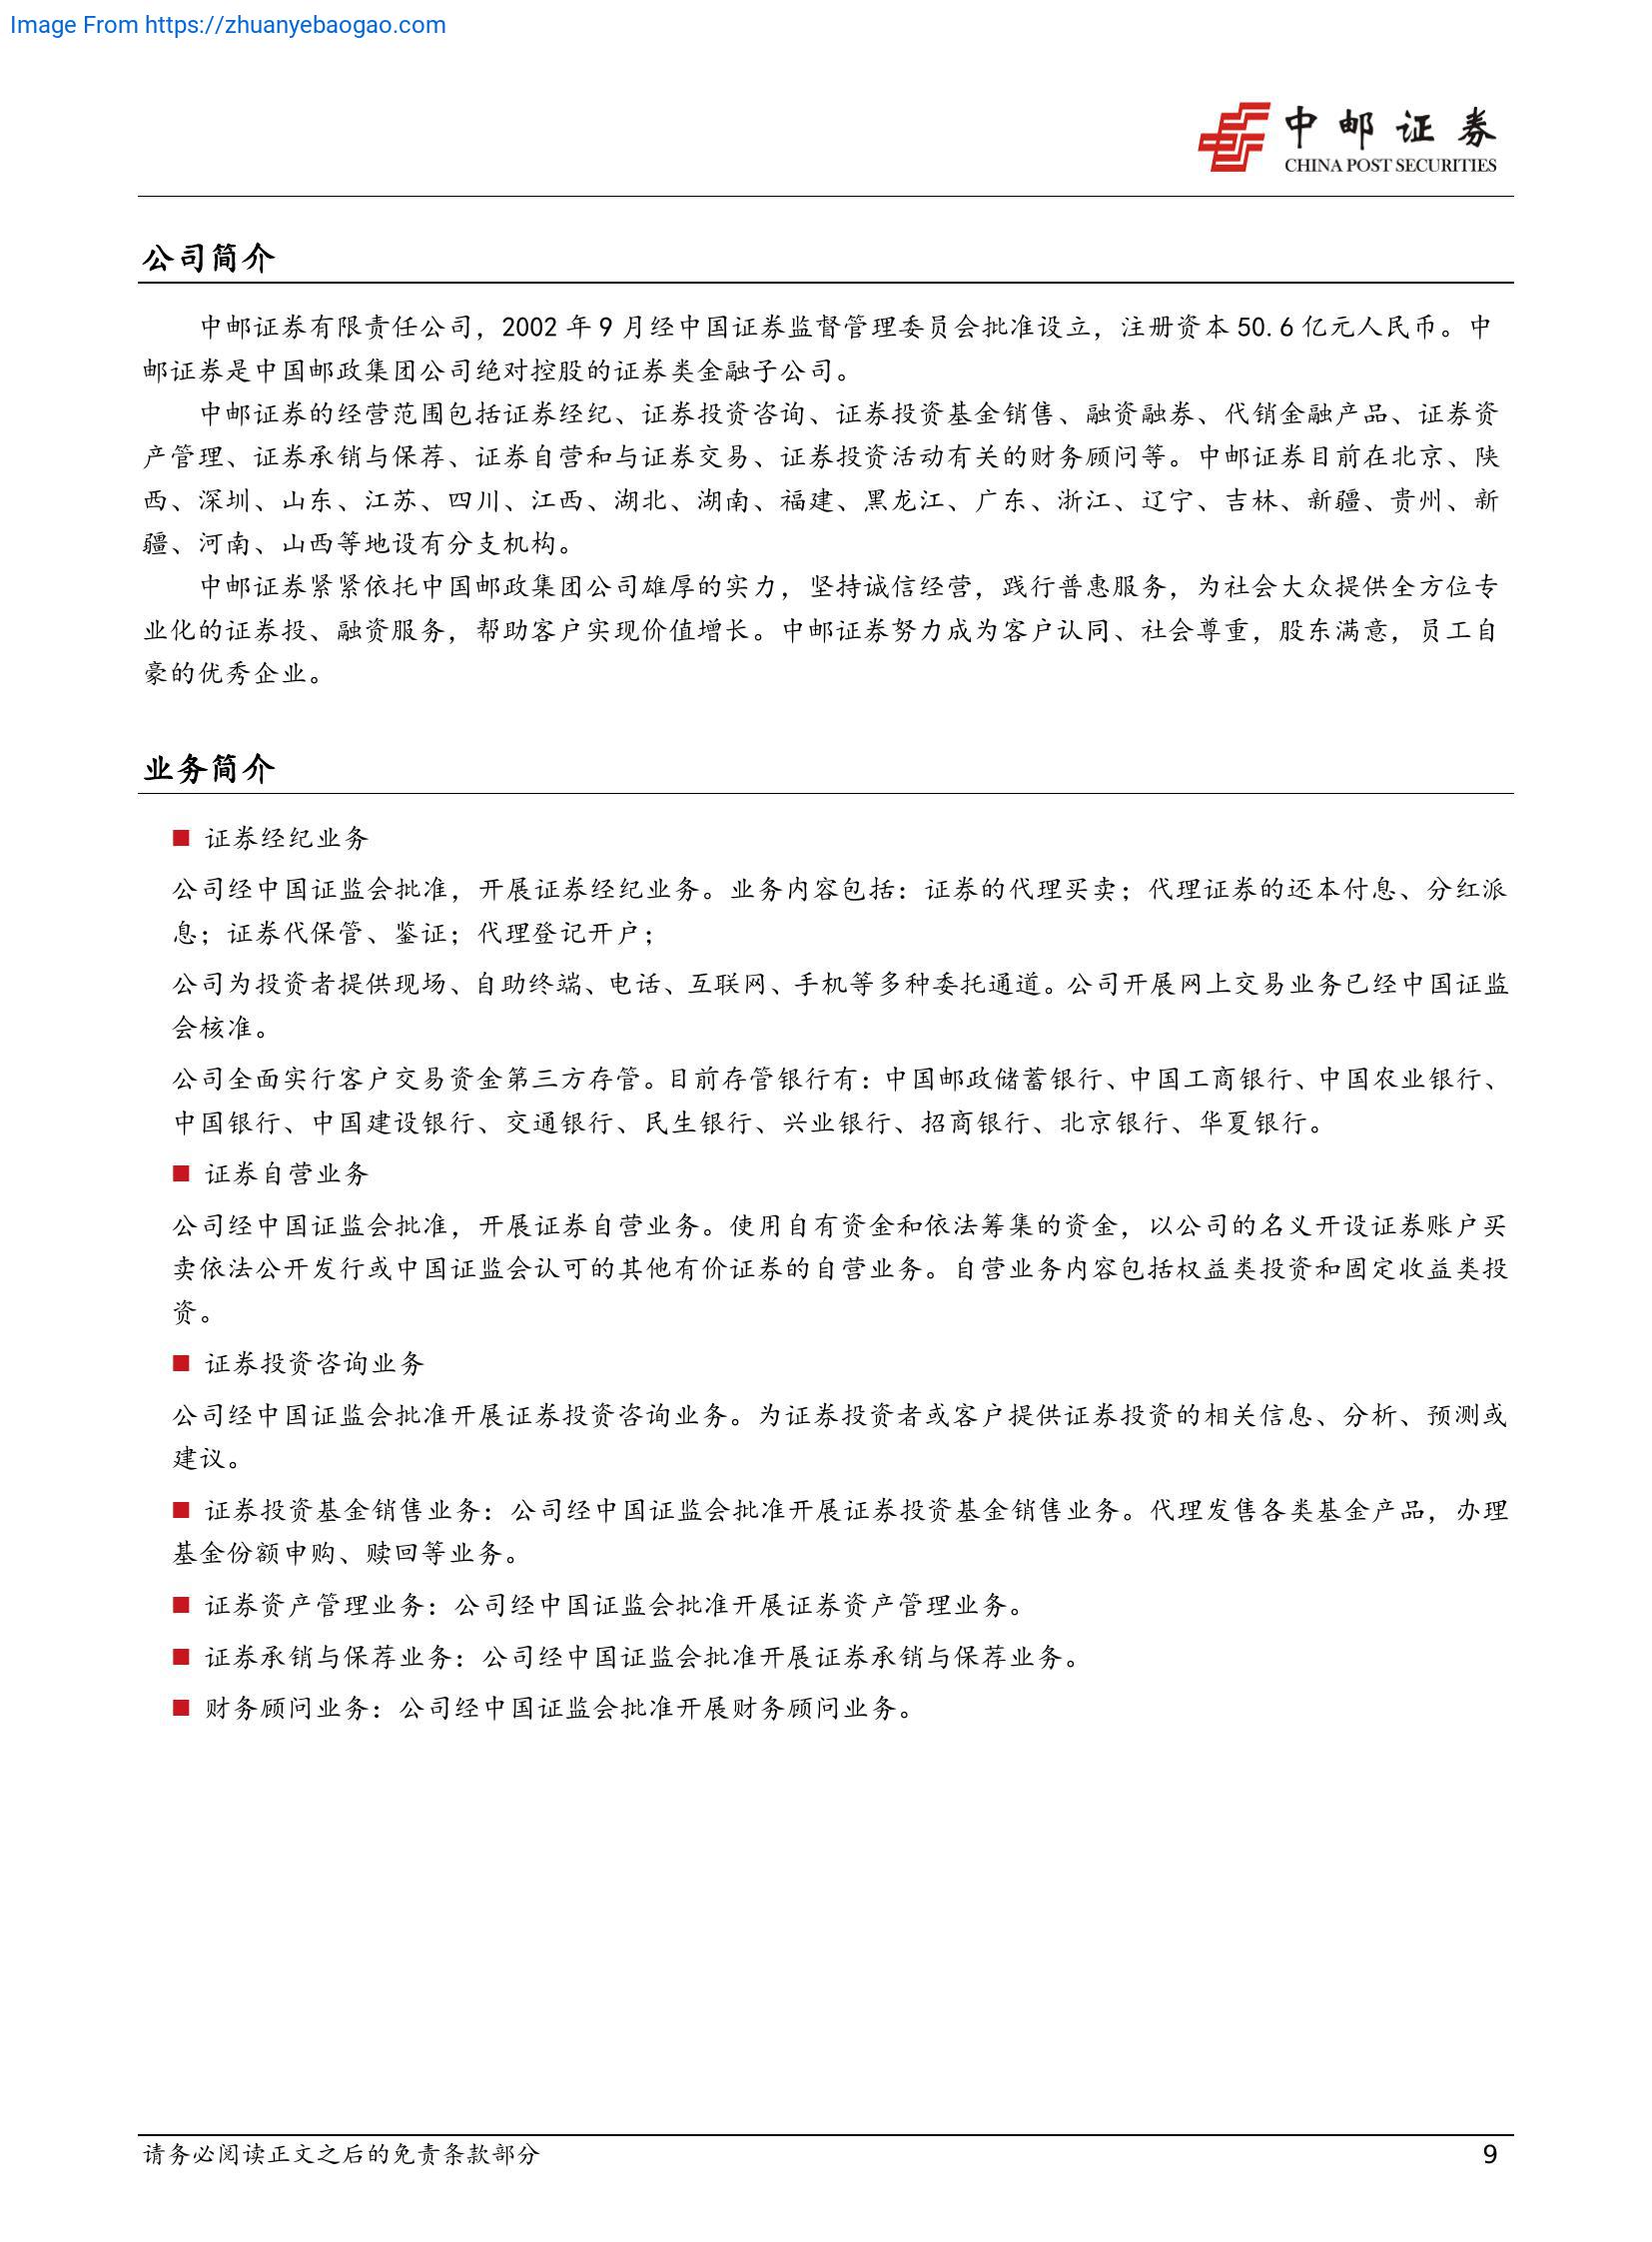 Image From https://zhuanyebaogao.com
中邮证券
CHINA POST SECURITIES
公司简介
中邮证券有限责任公司，2002 年 9 月经中国证券监督管理委员会批准设立，注册资本 50.6 亿元人民币。中
邮证券是中国邮政集团公司绝对控股的证券类金融子公司。
中邮证券的经营范围包括证券经纪、证券投资咨询、证券投资基金销售、融资融券、代销金融产品、证券资
产管理、证券承销与保荐、证券自营和与证券交易、证券投资活动有关的财务顾问等。中邮证券目前在北京、陕
西、深圳、山东、江苏、四川、江西、湖北、湖南、福建、黑龙江、广东、浙江、辽宁、吉林、新疆、贵州、新
疆、河南、山西等地设有分支机构。
中邮证券紧紧依托中国邮政集团公司雄厚的实力，坚持诚信经营，践行普惠服务，为社会大众提供全方位专
业化的证券投、融资服务，帮助客户实现价值增长。中邮证券努力成为客户认同、社会尊重，股东满意，员工自
豪的优秀企业。
业务简介
■ 证券经纪业务
公司经中国证监会批准，开展证券经纪业务。业务内容包括：证券的代理买卖；代理证券的还本付息、分红派
息；证券代保管、鉴证；代理登记开户；
公司为投资者提供现场、自助终端、电话、互联网、手机等多种委托通道。公司开展网上交易业务已经中国证监
会核准。
公司全面实行客户交易资金第三方存管。目前存管银行有：中国邮政储蓄银行、中国工商银行、中国农业银行、
中国银行、中国建设银行、交通银行、民生银行、兴业银行、招商银行、北京银行、华夏银行。
■ 证券自营业务
公司经中国证监会批准，开展证券自营业务。使用自有资金和依法筹集的资金，以公司的名义开设证券账户买
卖依法公开发行或中国证监会认可的其他有价证券的自营业务。自营业务内容包括权益类投资和固定收益类投
资。
■ 证券投资咨询业务
公司经中国证监会批准开展证券投资咨询业务。为证券投资者或客户提供证券投资的相关信息、分析、预测或
建议。
■ 证券投资基金销售业务：公司经中国证监会批准开展证券投资基金销售业务。代理发售各类基金产品，办理
基金份额申购、赎回等业务。
■ 证券资产管理业务：公司经中国证监会批准开展证券资产管理业务。
■ 证券承销与保荐业务：公司经中国证监会批准开展证券承销与保荐业务。
■ 财务顾问业务：公司经中国证监会批准开展财务顾问业务。
请务必阅读正文之后的免责条款部分
9